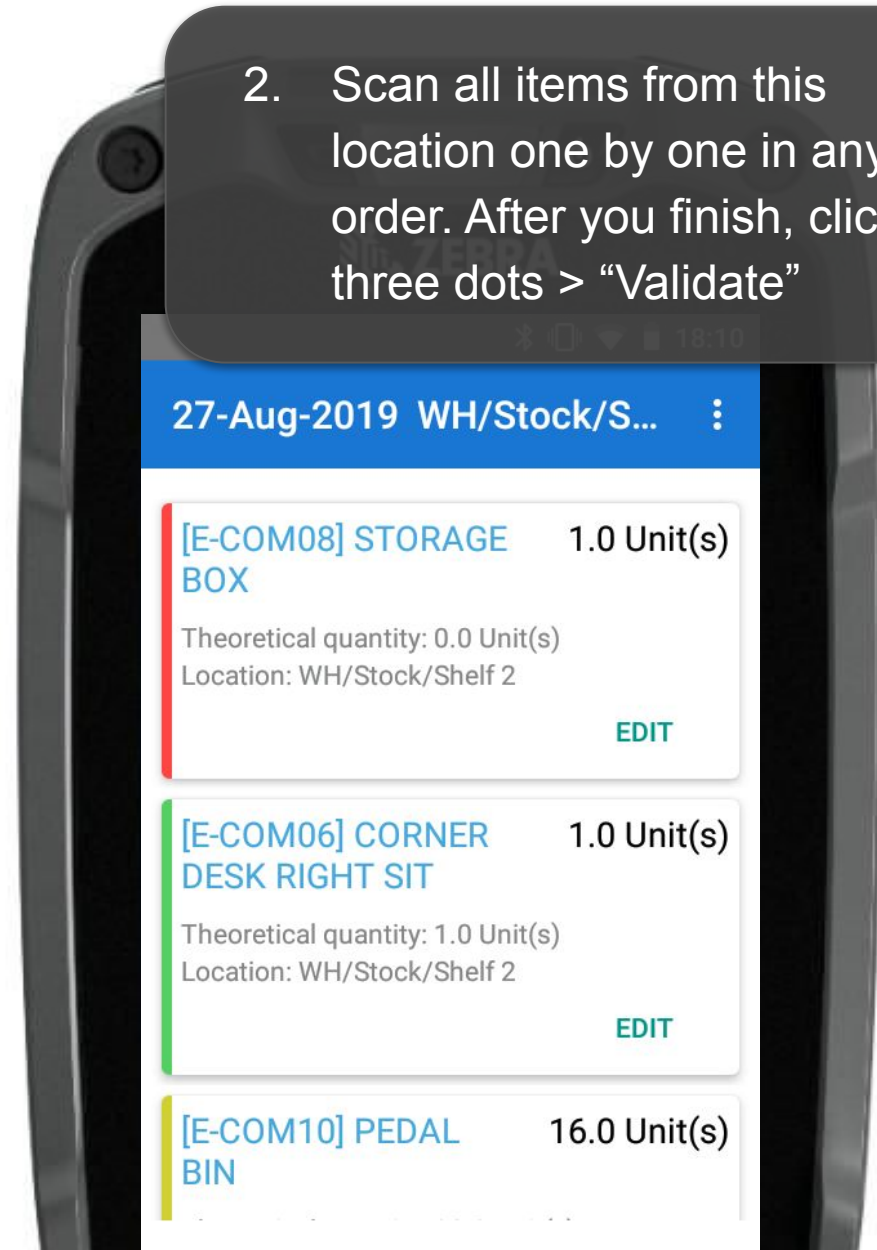 2. Scan all items from this
location one by one in any
order. After you finish, clic
three dots > “Validate”
ZEBRA
18:10
27-Aug-2019 WH/Stock/S...
[E-COM08] STORAGE 1.0 Unit(s)
BOX
Theoretical quantity: 0.0 Unit(s)
Location: WH/Stock/Shelf 2
EDIT
[E-COM06] CORNER 1.0 Unit(s)
DESK RIGHT SIT
Theoretical quantity: 1.0 Unit(s)
Location: WH/Stock/Shelf 2
EDIT
[E-COM10] PEDAL 16.0 Unit(s)
BIN